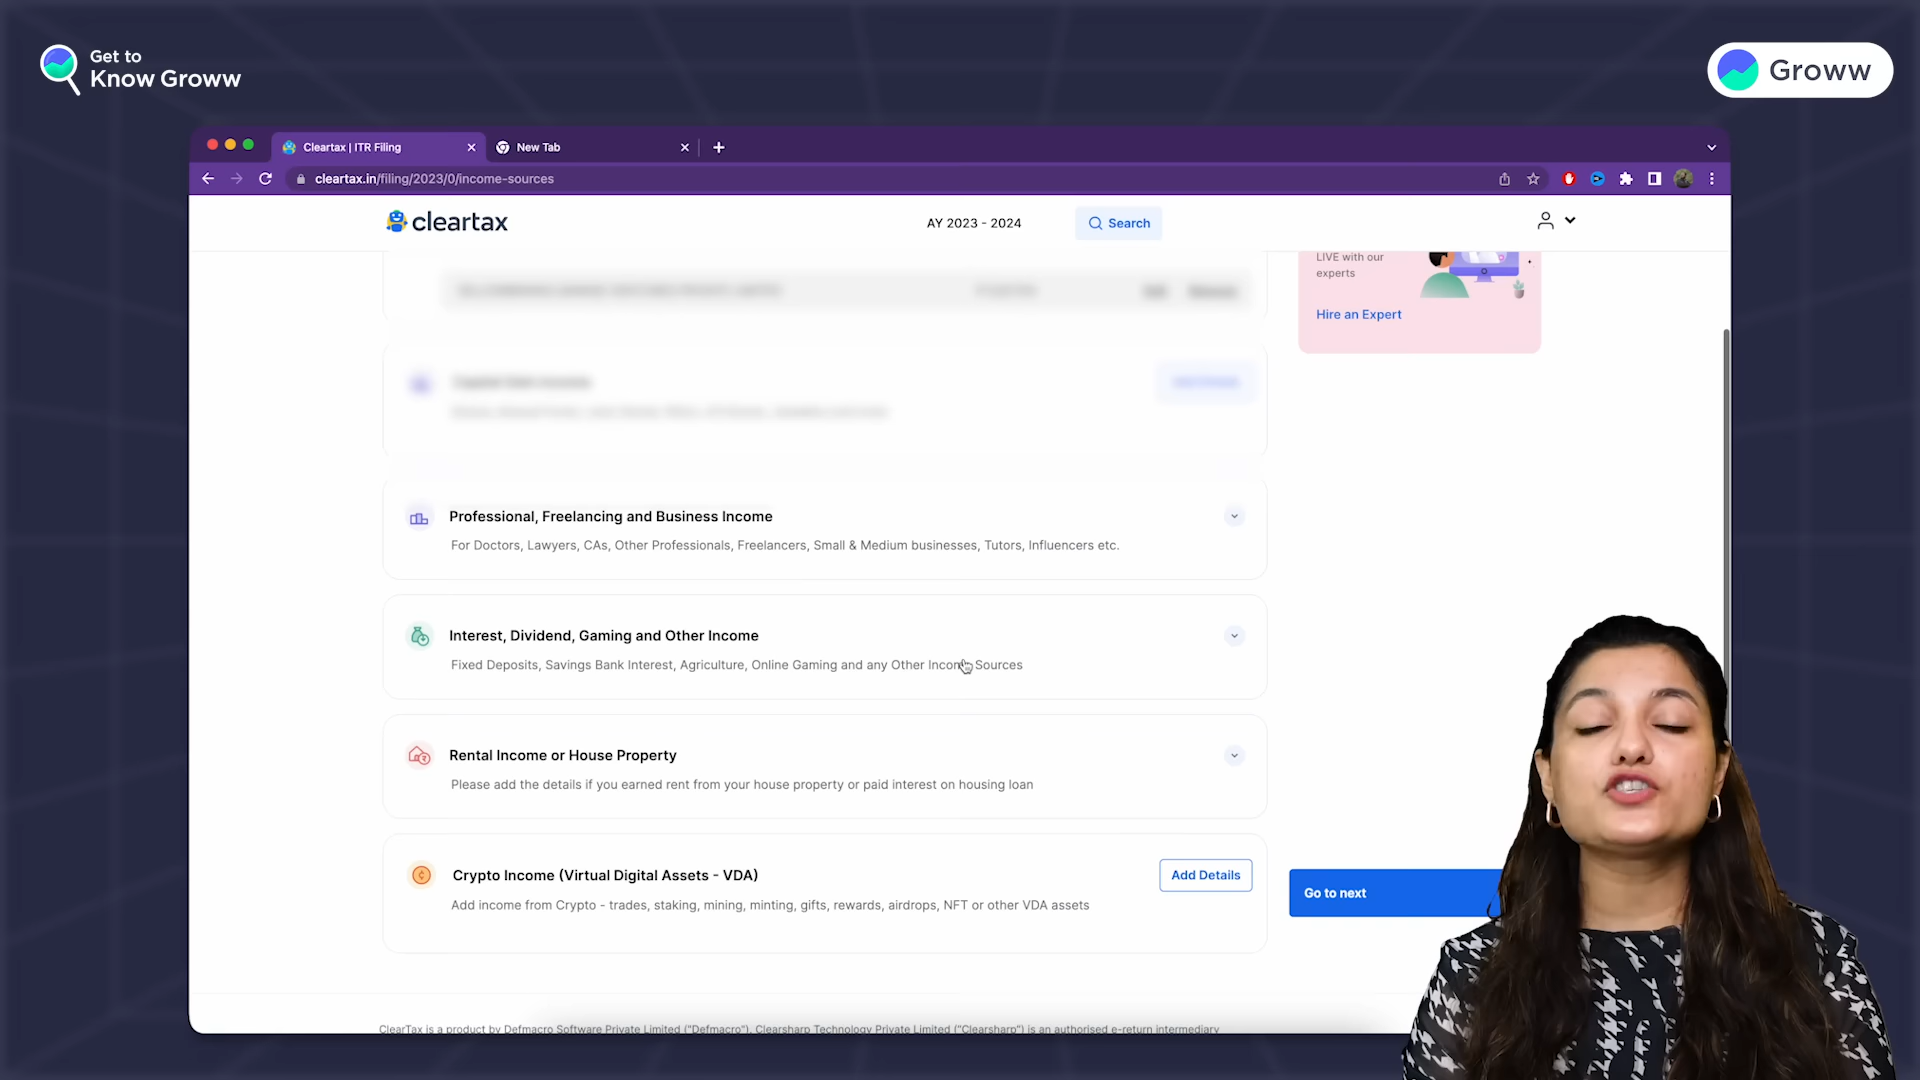 Get to
Know Groww
Groww
Cleartax | ITR Filing
New Tab
cleartax.in/filing/2023/0/income-sources
cleartax
AY 2023 - 2024
Search
LIVE with our
experts
Hire an Expert
Professional, Freelancing and Business Income
For Doctors, Lawyers, CAs, Other Professionals, Freelancers, Small & Medium businesses, Tutors, Influencers etc.
Interest, Dividend, Gaming and Other Income
Fixed Deposits, Savings Bank Interest, Agriculture, Online Gaming and any Other Income Sources
Rental Income or House Property
Please add the details if you earned rent from your house property or paid interest on housing loan
Crypto Income (Virtual Digital Assets - VDA)
Add Details
Add income from Crypto - trades, staking, mining, minting, gifts, rewards, airdrops, NFT or other VDA assets
Go to next
ClearTax is a product by Defmacro Software Private Limited ("Defmacro"). Clearsharp Technology Private Limited ("Clearsharp") is an authorised e-return intermediary